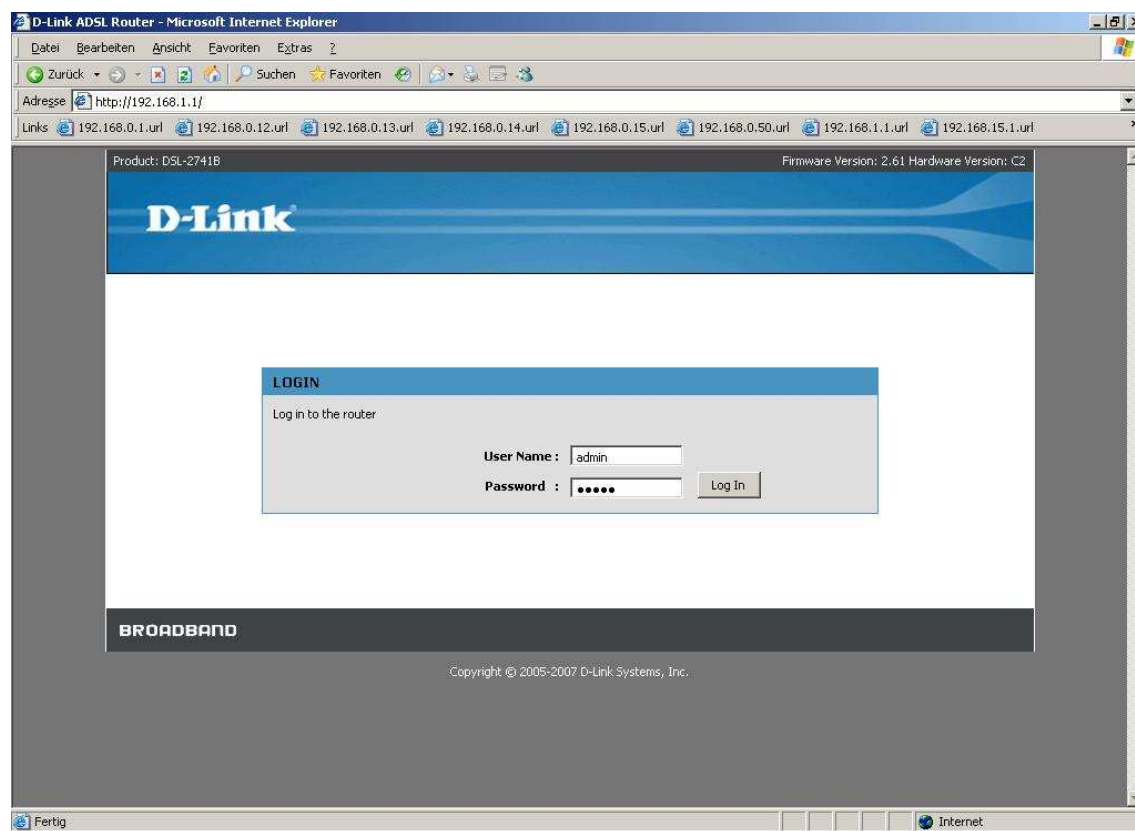 D-Link ADSL Router - Microsoft Internet Explorer
Datei Bearbeiten Ansicht Favoriten Extras ?
Zurück Suchen Favoriten
Adresse http://192.168.1.1/
Links 192.168.0.1.url 192.168.0.12.url 192.168.0.13.url 192.168.0.14.url 192.168.0.15.url 192.168.0.50.url 192.168.1.1.url 192.168.15.1.url
Product: DSL-2741B Firmware Version: 2.61 Hardware Version: C2
D-Link
LOGIN
Log in to the router
User Name : admin
Password : ●●●●●
Log In
BROADBAND
Copyright © 2005-2007 D-Link Systems, Inc.
Fertig Internet